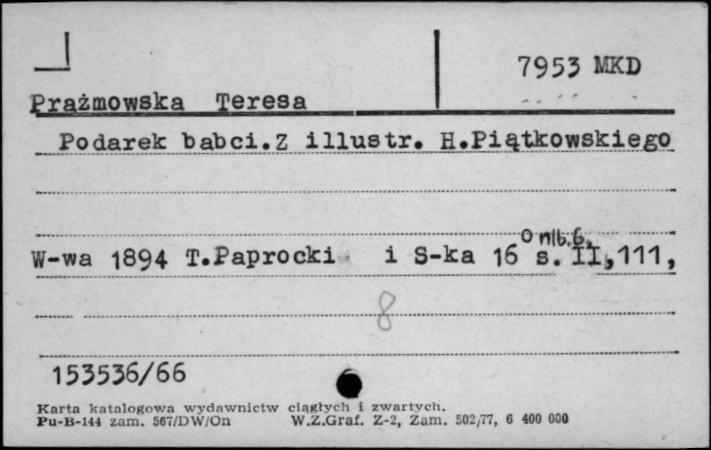 7953 MKD
Prażmowska Teresa
Podarek babci.Z illustr. H.Piątkowskiego
W-wa 1894 T.Paprocki i S-ka 16° s. nlb.6, II,111,
8
153536/66
Karta katalogowa wydawnictw ciągłych i zwartych.
Pu-B-144 zam. 567/DW/On W.Z.Graf. Z-2, Zam. 502/77, 6 400 000